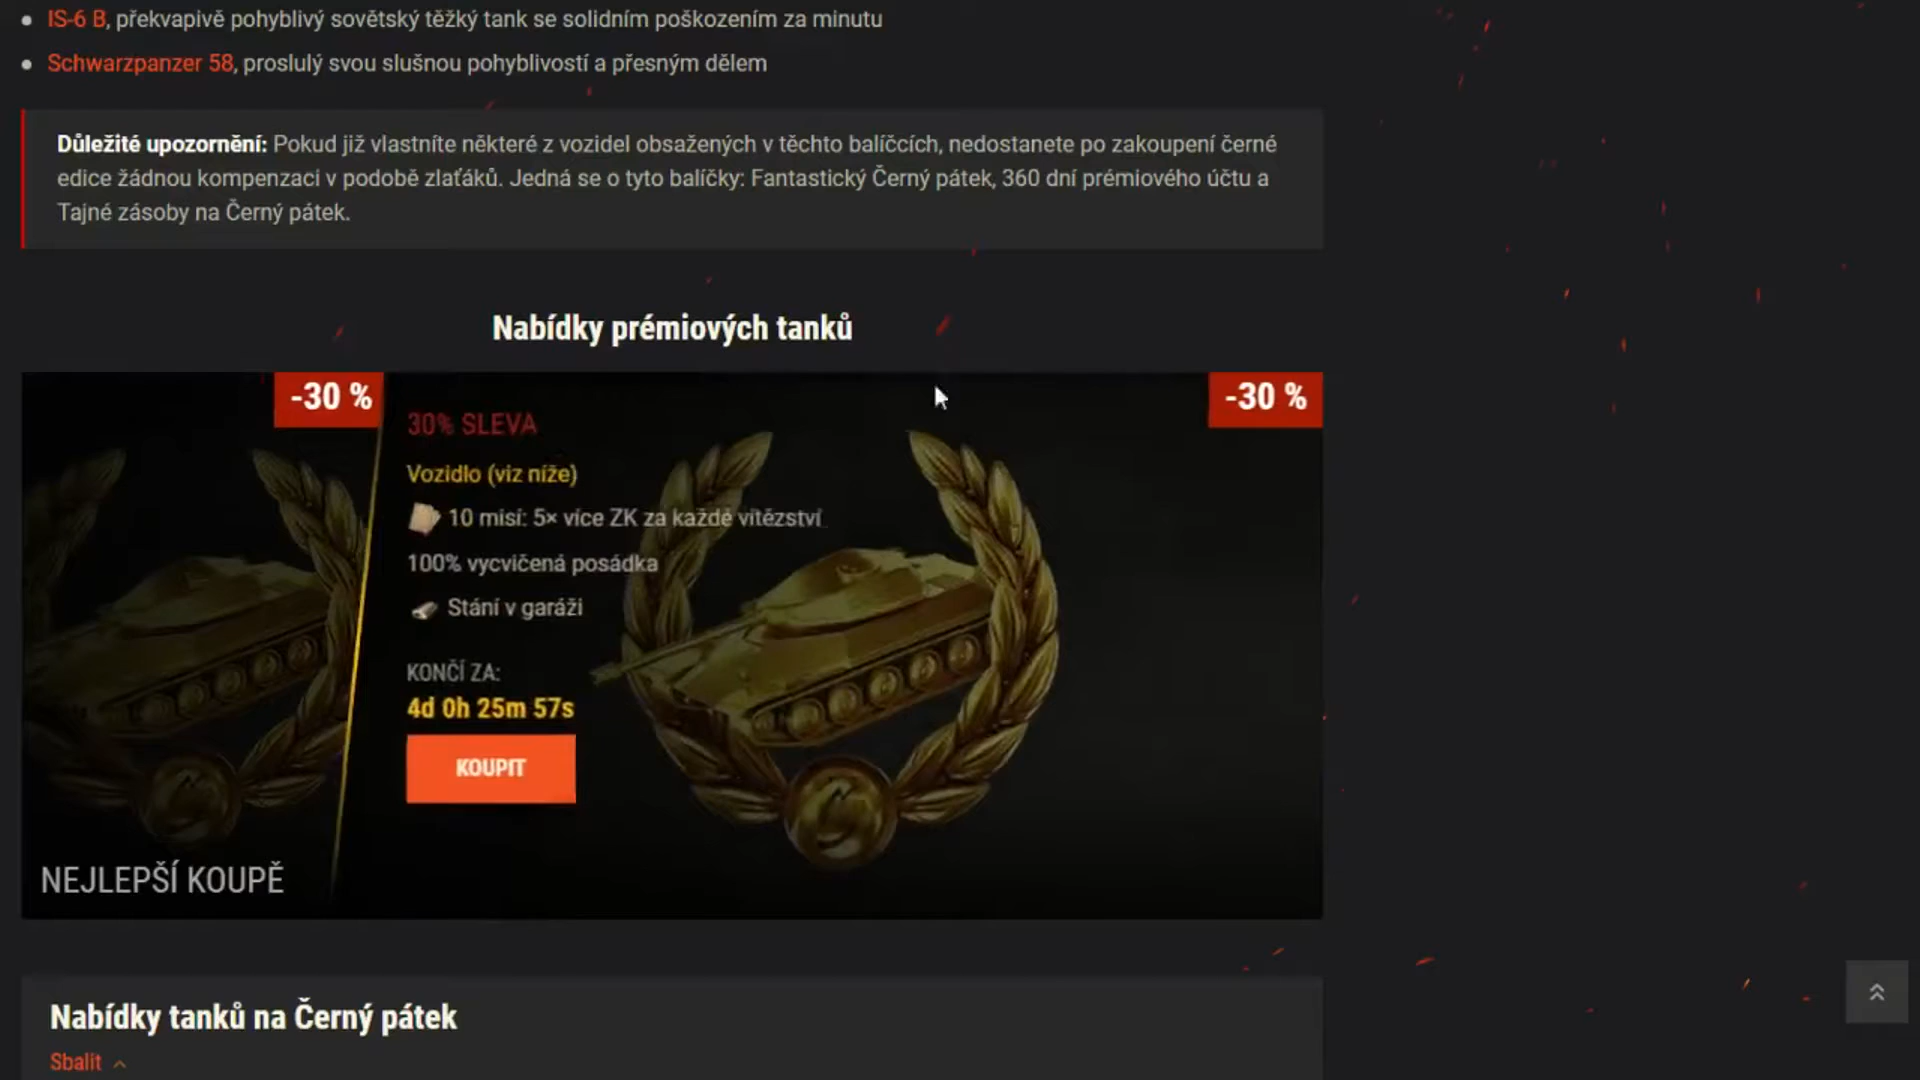 IS-6 B, překvapivě pohyblivý sovětský těžký tank se solidním poškozením za minutu
Schwarzpanzer 58, proslulý svou slušnou pohyblivostí a přesným dělem
Důležité upozornění: Pokud již vlastníte některé z vozidel obsažených v těchto balíčcích, nedostanete po zakoupení černé
edice žádnou kompenzaci v podobě zlaťáků. Jedná se o tyto balíčky: Fantastický Černý pátek, 360 dní prémiového účtu a
Tajné zásoby na Černý pátek.
Nabídky prémiových tanků
-30 %
NEJLEPŠÍ KOUPĚ
-30 %
30% SLEVA
Vozidlo (viz níže)
10 misí: 5× více ZK za každé vítězství
100% vycvičená posádka
Stání v garáži
KONČÍ ZA:
4d 0h 25m 57s
KOUPIT
Nabídky tanků na Černý pátek
Sbalit